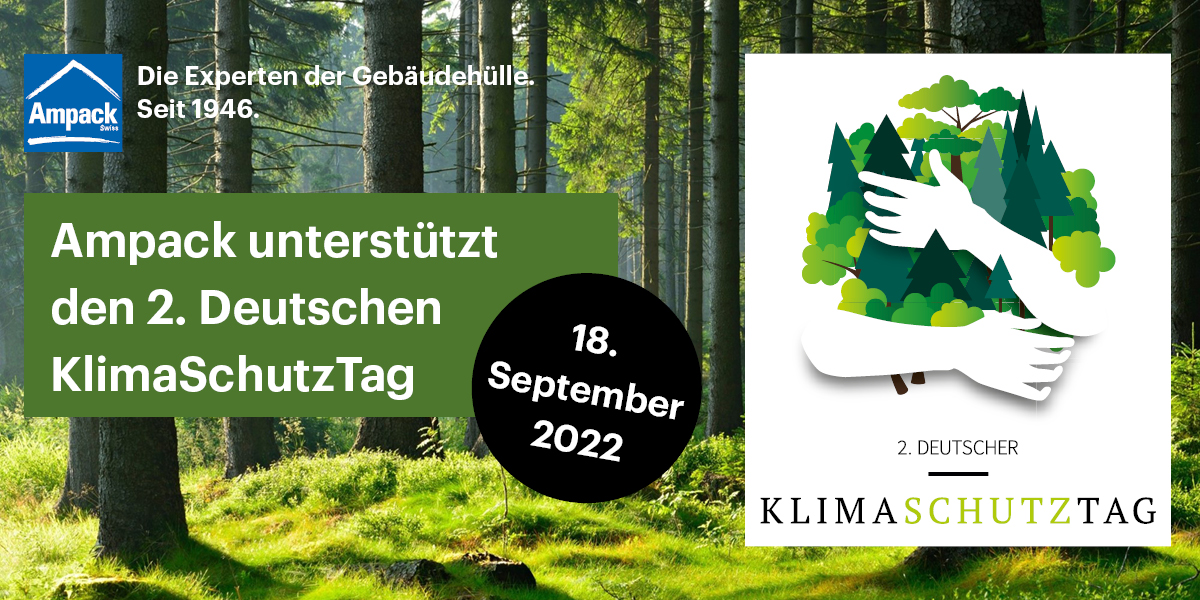 Ampack
Swiss
Die Experten der Gebäudehülle.
Seit 1946.
Ampack unterstützt
den 2. Deutschen
KlimaSchutzTag
18.
September
2022
2. DEUTSCHER
KLIMASCHUTZTAG